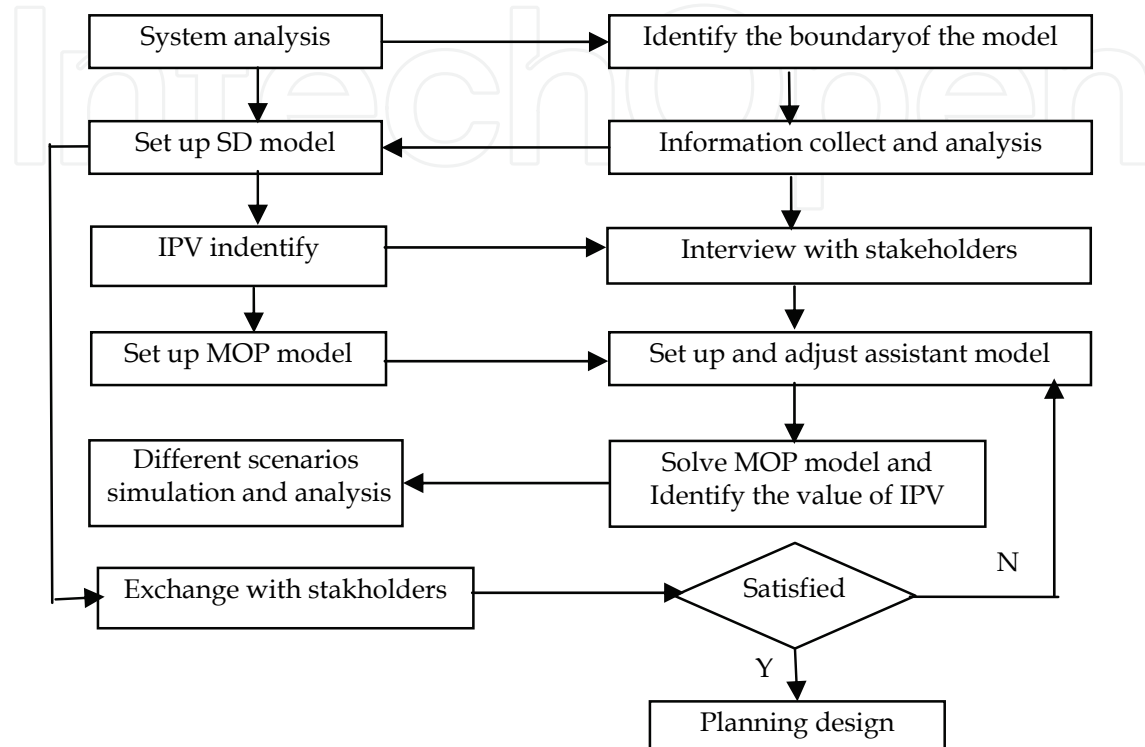 IntechOpen
System analysis
Identify the boundaryof the model
Set up SD model
Information collect and analysis
IPV indentify
Interview with stakeholders
Set up MOP model
Set up and adjust assistant model
Different scenarios
simulation and analysis
Solve MOP model and
Identify the value of IPV
Exchange with stakholders
Satisfied
N
Y
Planning design